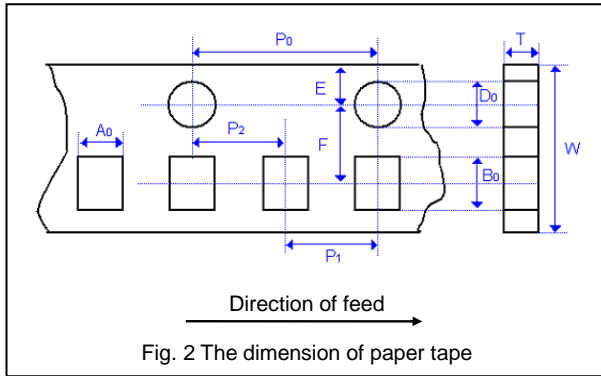 P0
T
E
D0
A0
P2
F
W
B0
P1
Direction of feed
Fig. 2 The dimension of paper tape